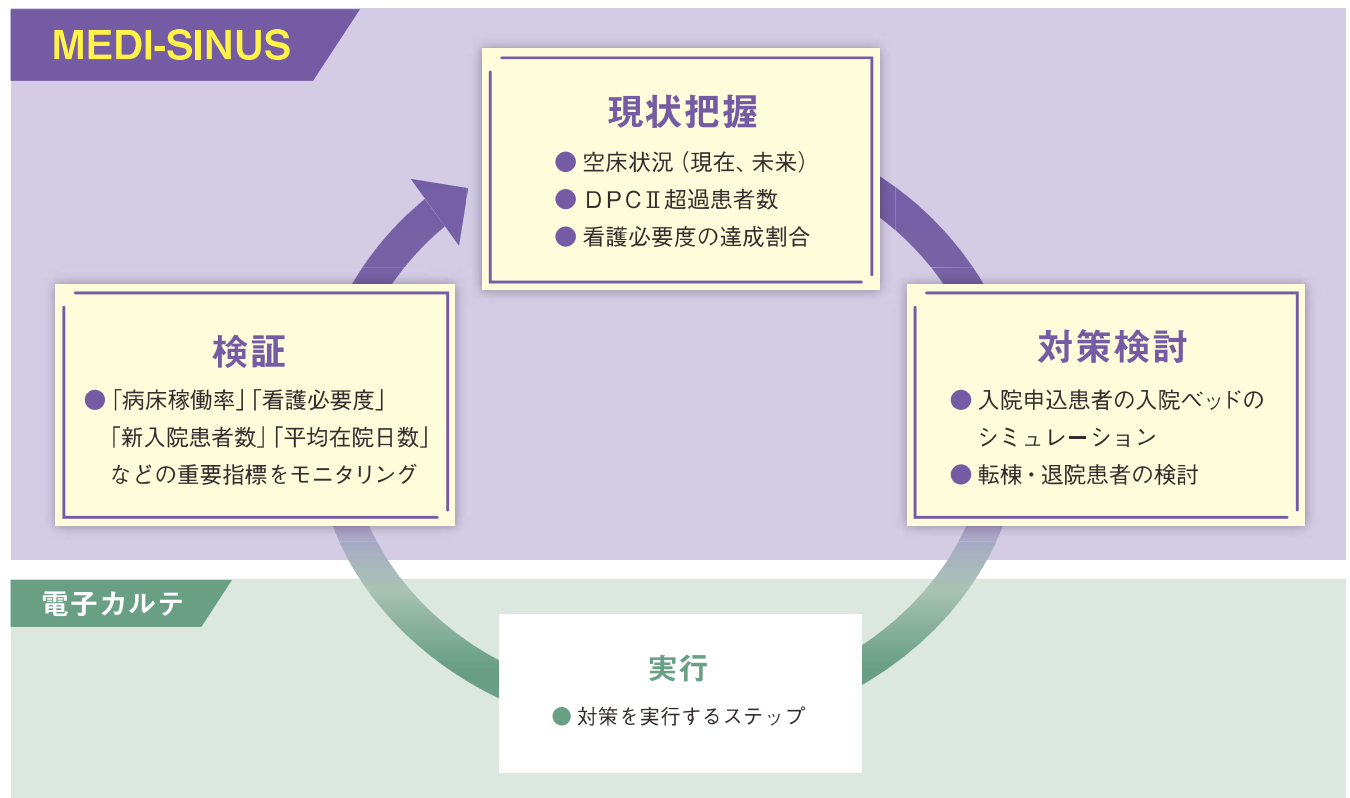 MEDI-SINUS
現状把握
● 空床状況（現在、未来）
● ＤＰＣⅡ超過患者数
● 看護必要度の達成割合
対策検討
● 入院申込患者の入院ベッドの
シミュレーション
● 転棟・退院患者の検討
検証
● 「病床稼働率」「看護必要度」
「新入院患者数」「平均在院日数」
などの重要指標をモニタリング
電子カルテ
実行
● 対策を実行するステップ